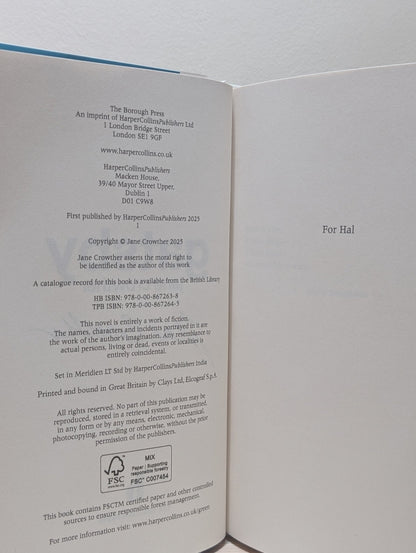 The Borough Press
An imprint of HarperCollinsPublishers Ltd
1 London Bridge Street
London SE1 9GF
www.harpercollins.co.uk
HarperCollinsPublishers
Macken House,
39/40 Mayor Street Upper,
Dublin 1
D01 C9W8
First published by HarperCollinsPublishers 2025
1
Copyright © Jane Crowther 2025
Jane Crowther asserts the moral right to
be identified as the author of this work
A catalogue record for this book is available from the British Library
HB ISBN: 978-0-00-867263-8
TPB ISBN: 978-0-00-867264-5
This novel is entirely a work of fiction.
The names, characters and incidents portrayed in it are
the work of the author's imagination. Any resemblance to
actual persons, living or dead, events or localities is
entirely coincidental.
Set in Meridien LT Std by HarperCollinsPublishers India
Printed and bound in Great Britain by Clays Ltd, Elcograf S.p.A.
All rights reserved. No part of this publication may be
reproduced, stored in a retrieval system, or transmitted,
in any form or by any means, electronic, mechanical,
photocopying, recording or otherwise, without the prior
permission of the publishers.
FSC
www.fsc.org
MIX
Paper | Supporting
responsible forestry
FSC™ C007454
This book contains FSCTM certified paper and other controlled
sources to ensure responsible forest management.
For more information visit: www.harpercollins.co.uk/green
For Hal